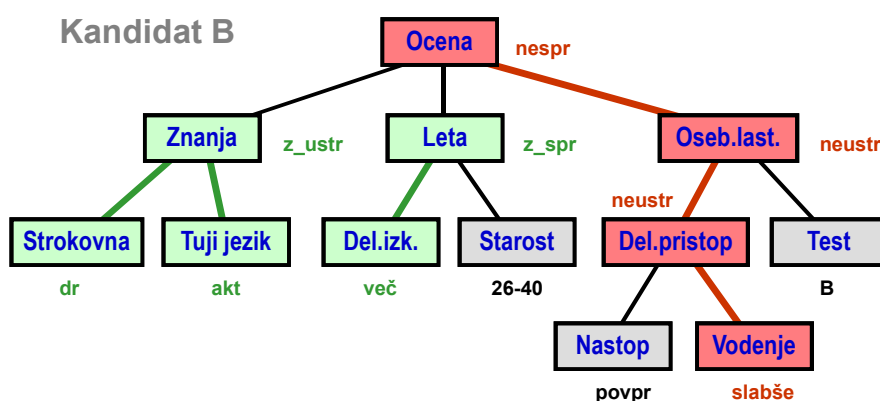 Kandidat B
Ocena
nespr
Znanja
z_ustr
Leta
z_spr
Oseb.last.
neustr
neustr
Strokovna
Tuji jezik
Del.izk.
Starost
Del.pristop
Test
dr
akt
več
26-40
B
Nastop
Vodenje
povpr
slabše